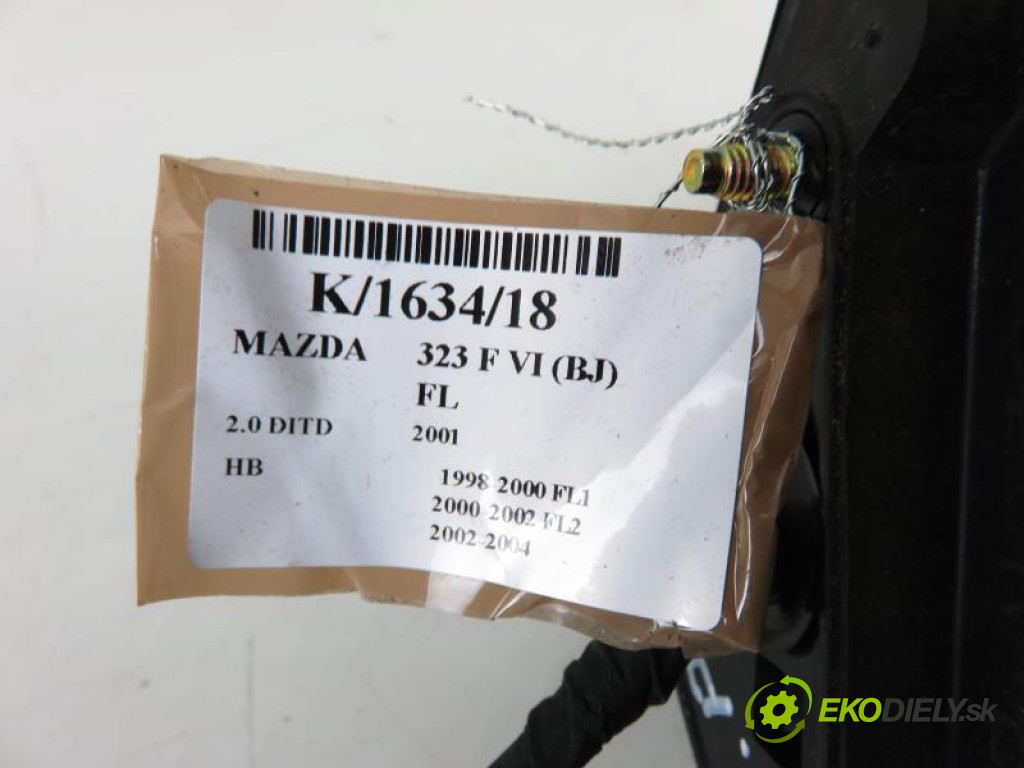 K/1634/18
MAZDA 323 F VI (BJ)
FL
2.0 DITD 2001
HB 1998-2000 FL1
2000-2002 FL2
2002-2004
EKODIELY.sk